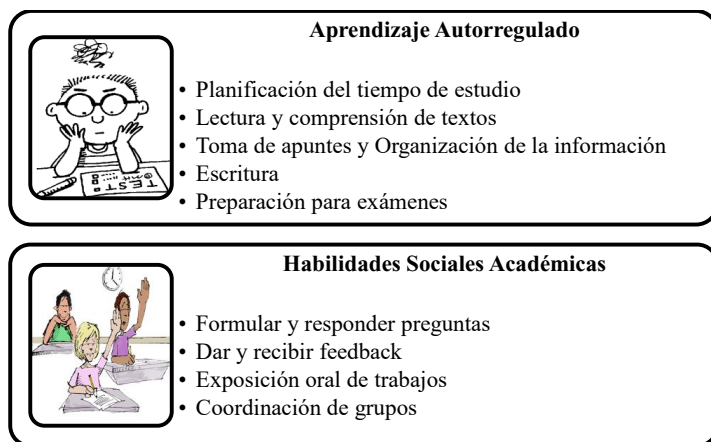 Aprendizaje Autorregulado
• Planificación del tiempo de estudio
• Lectura y comprensión de textos
• Toma de apuntes y Organización de la información
• Escritura
• Preparación para exámenes
TEST
Habilidades Sociales Académicas
• Formular y responder preguntas
• Dar y recibir feedback
• Exposición oral de trabajos
• Coordinación de grupos